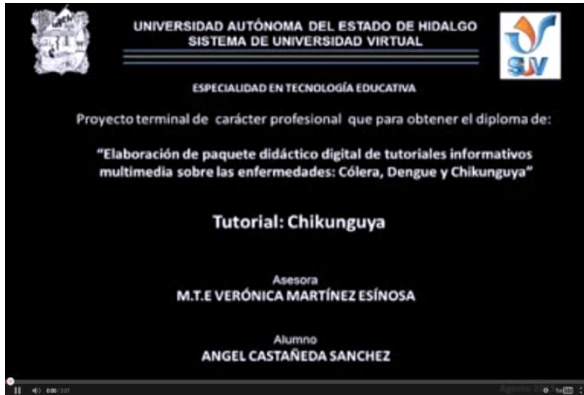 UNIVERSIDAD AUTÓNOMA DEL ESTADO DE HIDALGO
SISTEMA DE UNIVERSIDAD VIRTUAL
SUV
ESPECIALIDAD EN TECNOLOGÍA EDUCATIVA
Proyecto terminal de carácter profesional que para obtener el diploma de:
“Elaboración de paquete didáctico digital de tutoriales informativos
multimedia sobre las enfermedades: Cólera, Dengue y Chikunguya”
Tutorial: Chikunguya
Asesora
M.T.E VERÓNICA MARTÍNEZ ESÍNOSA
Alumno
ANGEL CASTAÑEDA SANCHEZ
Agosto